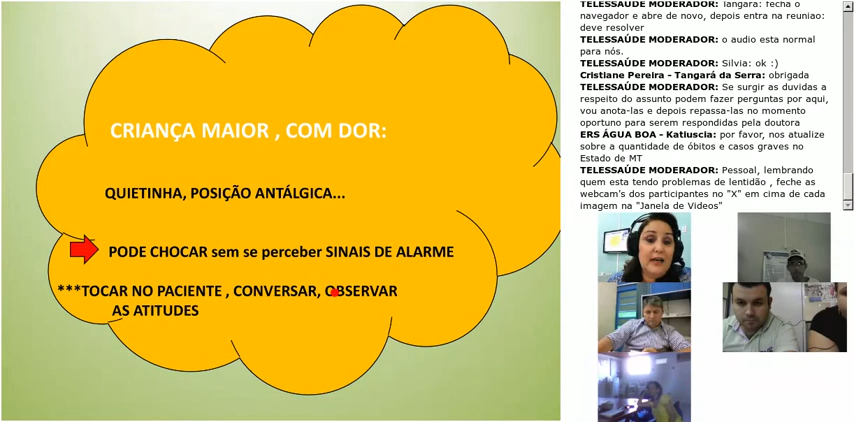 CRIANÇA MAIOR , COM DOR:
QUIETINHA, POSIÇÃO ANTÁLGICA...
PODE CHOCAR sem se perceber SINAIS DE ALARME
***TOCAR NO PACIENTE , CONVERSAR, OBSERVAR
AS ATITUDES
TELESSAÚDE MODERADOR: Tangara: fecha o
navegador e abre de novo, depois entra na reuniao:
deve resolver
TELESSAÚDE MODERADOR: o audio esta normal
para nós.
TELESSAÚDE MODERADOR: Silvia: ok :)
Cristiane Pereira - Tangará da Serra: obrigada
TELESSAÚDE MODERADOR: Se surgir as duvidas a
respeito do assunto podem fazer perguntas por aqui,
vou anota-las e depois repassa-las no momento
oportuno para serem respondidas pela doutora
ERS ÁGUA BOA - Katiuscia: por favor, nos atualize
sobre a quantidade de óbitos e casos graves no
Estado de MT
TELESSAÚDE MODERADOR: Pessoal, lembrando
quem esta tendo problemas de lentidão , feche as
webcam's dos participantes no "X" em cima de cada
imagem na "Janela de Videos"